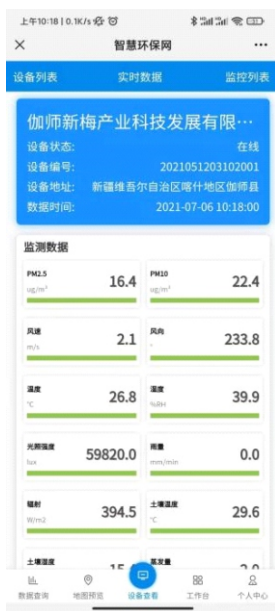 上午10:18 | 0.1K/s
智慧环保网
设备列表 实时数据 监控列表
伽师新梅产业科技发展有限…
设备状态: 在线
设备编号: 2021051203102001
设备地址: 新疆维吾尔自治区喀什地区伽师县
数据时间: 2021-07-06 10:18:00
监测数据
PM2.5 PM10
ug/m³ 16.4 ug/m³ 22.4
风速 风向
m/s 2.1 ° 233.8
温度 湿度
°C 26.8 %RH 39.9
光照强度 雨量
lux 59820.0 mm/min 0.0
辐射 土壤温度
W/m2 394.5 °C 29.6
土壤湿度 蒸发量
数据查询 地图预览 设备查看 工作台 个人中心